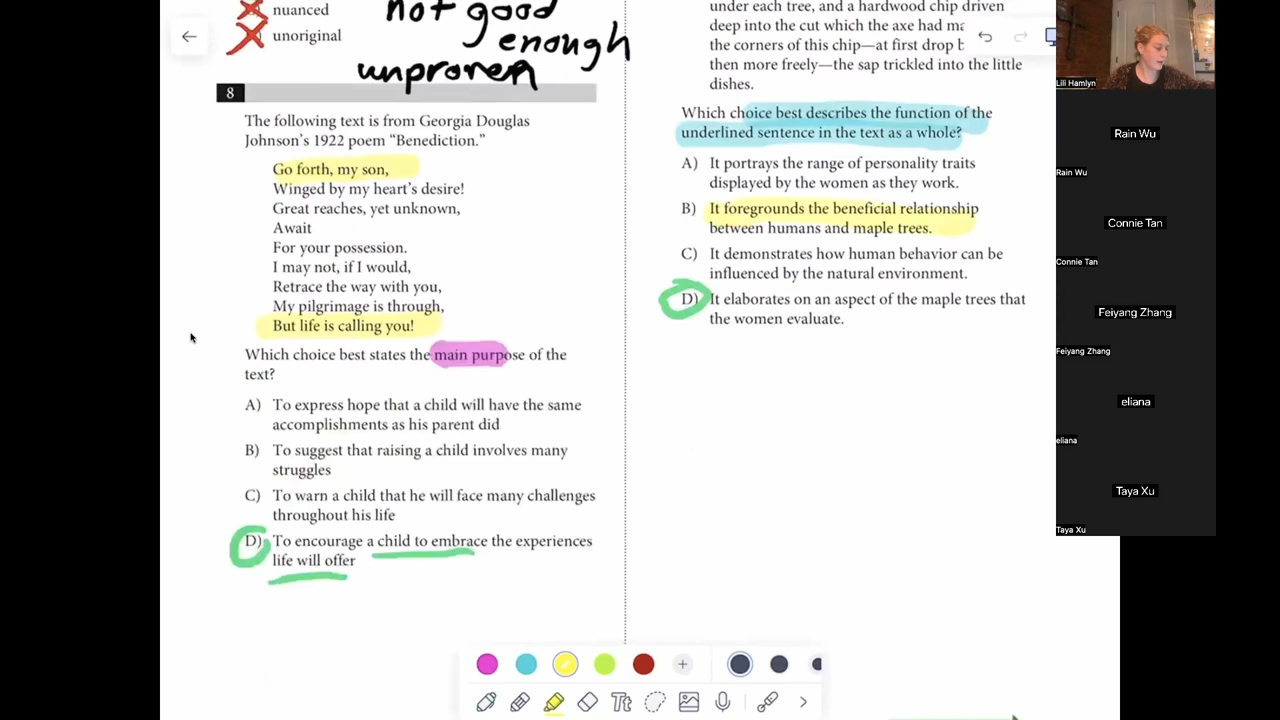 nuanced
unoriginal
not good
enough
unproven
8
The following text is from Georgia Douglas
Johnson's 1922 poem “Benediction.”
Go forth, my son,
Winged by my heart's desire!
Great reaches, yet unknown,
Await
For your possession.
I may not, if I would,
Retrace the way with you,
My pilgrimage is through,
But life is calling you!
Which choice best states the main purpose of the
text?
A) To express hope that a child will have the same
accomplishments as his parent did
B) To suggest that raising a child involves many
struggles
C) To warn a child that he will face many challenges
throughout his life
D) To encourage a child to embrace the experiences
life will offer
under each tree, and a hardwood chip driven
deep into the cut which the axe had
the corners of this chip—at first drop
then more freely—the sap trickled into the little
dishes.
Which choice best describes the function of the
underlined sentence in the text as a whole?
A) It portrays the range of personality traits
displayed by the women as they work.
B) It foregrounds the beneficial relationship
between humans and maple trees.
C) It demonstrates how human behavior can be
influenced by the natural environment.
D) It elaborates on an aspect of the maple trees that
the women evaluate.
Tt
Lili Hamlyn
Rain Wu
Rain Wu
Connie Tan
Connie Tan
Feiyang Zhang
Feiyang Zhang
eliana
eliana
Taya Xu
Taya Xu